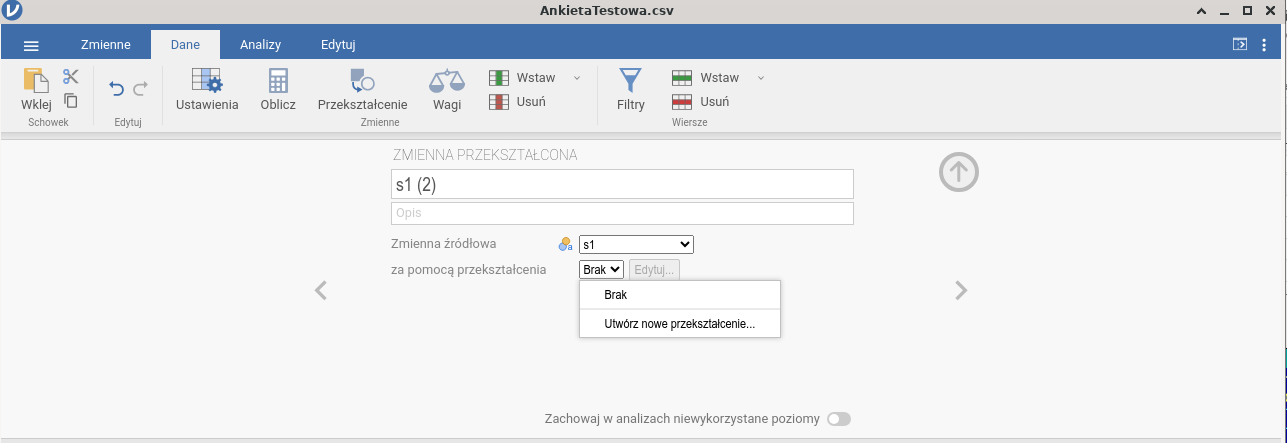 AnkietaTestowa.csv
Zmienne Dane Analizy Edytuj
Wklej
Schowek
Edytuj
Ustawienia Oblicz Przekształcenie Wagi Wstaw Usuń
Zmienne
Filtry Wstaw Usuń
Wiersze
ZMIENNA PRZEKSZTAŁCONA
s1 (2)
Opis
Zmienna źródłowa a s1
za pomocą przekształcenia Brak Edytuj...
Brak
Utwórz nowe przekształcenie...
Zachowaj w analizach niewykorzystane poziomy